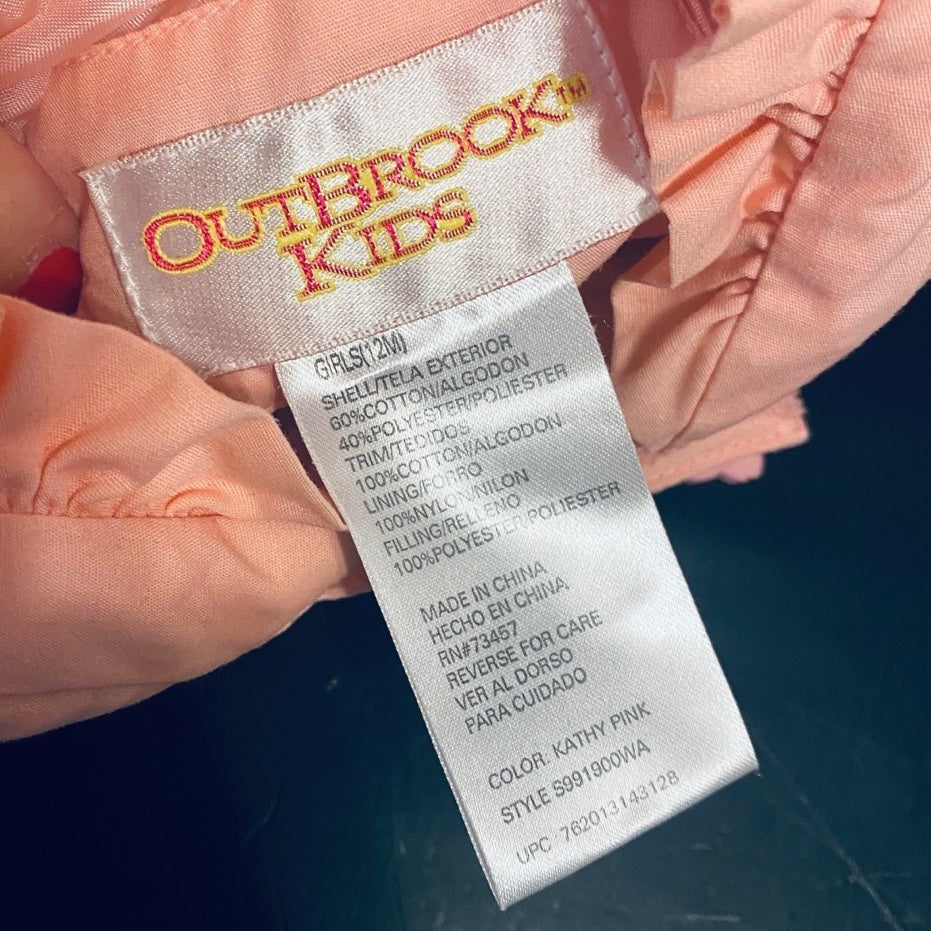 OUTBROOK™
KIDS
GIRLS(12M)
SHELL/TELA EXTERIOR
60%COTTON/ALGODON
40%POLYESTER/POLIESTER
TRIM/TEDIDOS
100%COTTON/ALGODON
LINING/FORRO
100%NYLON/NILON
FILLING/RELLENO
100%POLYESTER/POLIESTER
MADE IN CHINA
HECHO EN CHINA
RN#73457
REVERSE FOR CARE
VER AL DORSO
PARA CUIDADO
COLOR: KATHY PINK
STYLE S991900WA
UPC 762013143128